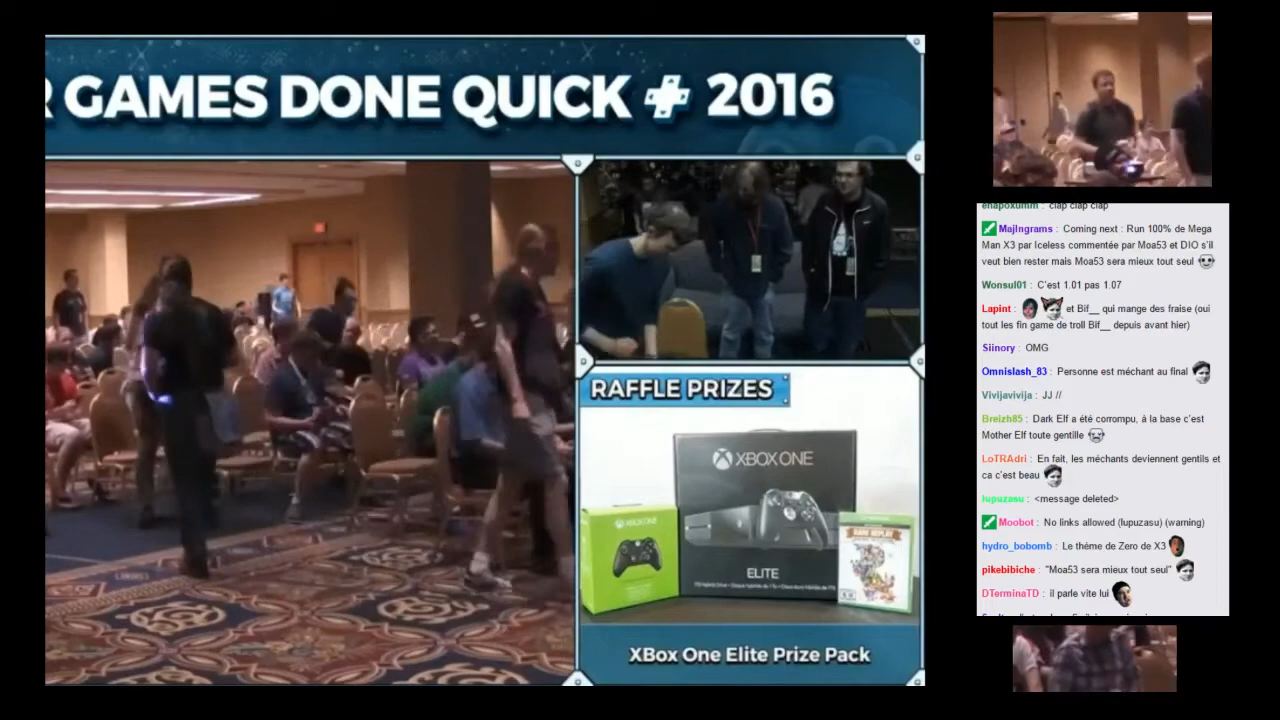 GAMES DONE QUICK # 2016
RAFFLE PRIZES
XBOX ONE
XBOX ONE
RARE REPLAY
ELITE
XBox One Elite Prize Pack
enapoxumm : clap clap clap
MajIngrams : Coming next : Run 100% de Mega
Man X3 par Iceless commentée par Moa53 et DIO s'il
veut bien rester mais Moa53 sera mieux tout seul
Wonsul01 : C'est 1.01 pas 1.07
Lapint : et Bif__ qui mange des fraise (oui
tout les fin game de troll Bif__ depuis avant hier)
Siinory : OMG
Omnislash_83 : Personne est méchant au final
Vivijavivija : JJ //
Breizh85 : Dark Elf a été corrompu, à la base c'est
Mother Elf toute gentille
LoTRAdri : En fait, les méchants deviennent gentils et
ca c'est beau
lupuzasu : <message deleted>
Moobot : No links allowed (lupuzasu) (warning)
hydro_bobomb : Le thème de Zero de X3
pikebibiche : "Moa53 sera mieux tout seul"
DTerminaTD : il parle vite lui